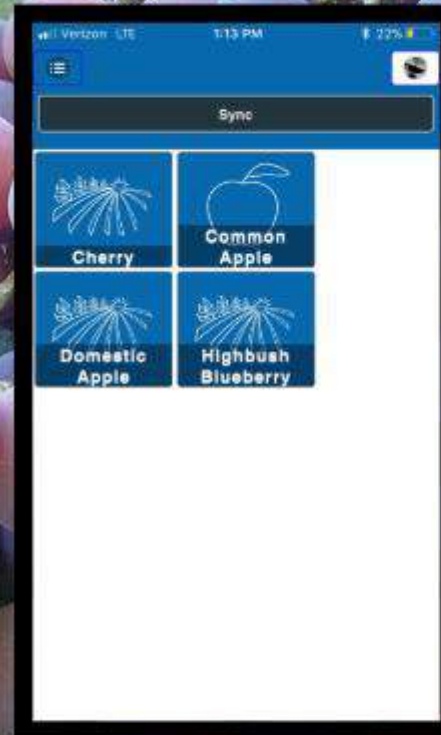 Verizon LTE 1:13 PM 22%
Sync
Cherry
Common
Apple
Domestic
Apple
Highbush
Blueberry